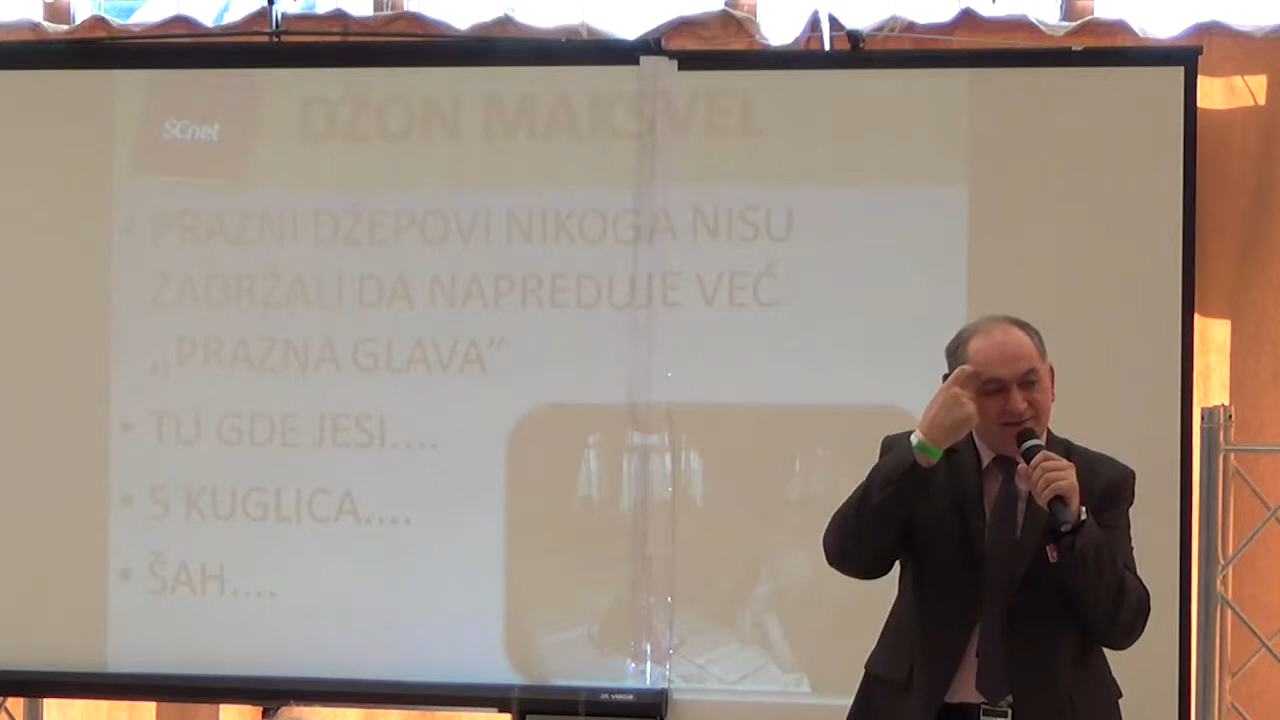 SCnet
DŽON MAKSVEL
• PRAZNI DŽEPOVI NIKOGA NISU
ZADRŽALI DA NAPREDUJE VEĆ
,,PRAZNA GLAVA”
• TU GDE JESI....
• 5 KUGLICA....
• ŠAH....